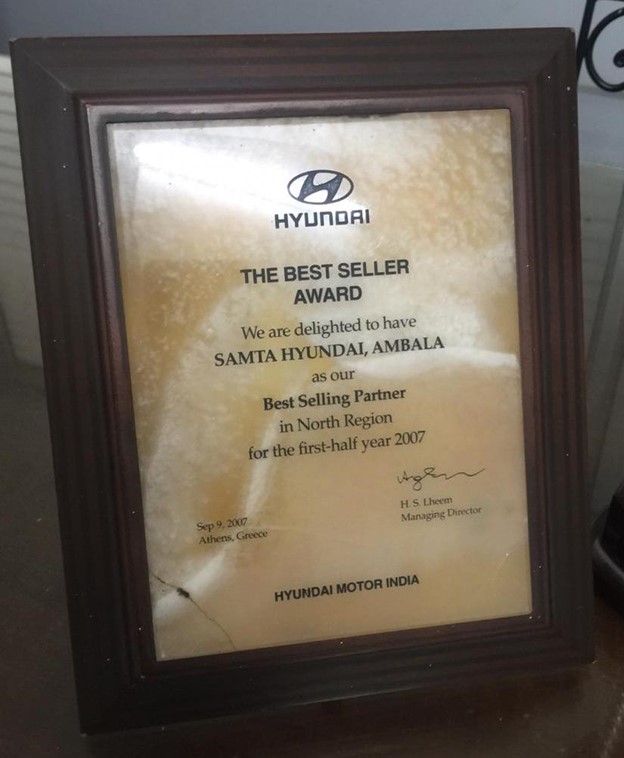 HYUNDAI
THE BEST SELLER
AWARD
We are delighted to have
SAMTA HYUNDAI, AMBALA
as our
Best Selling Partner
in North Region
for the first-half year 2007
H. S. Lheem
Managing Director
Sep 9, 2007
Athens, Greece
HYUNDAI MOTOR INDIA